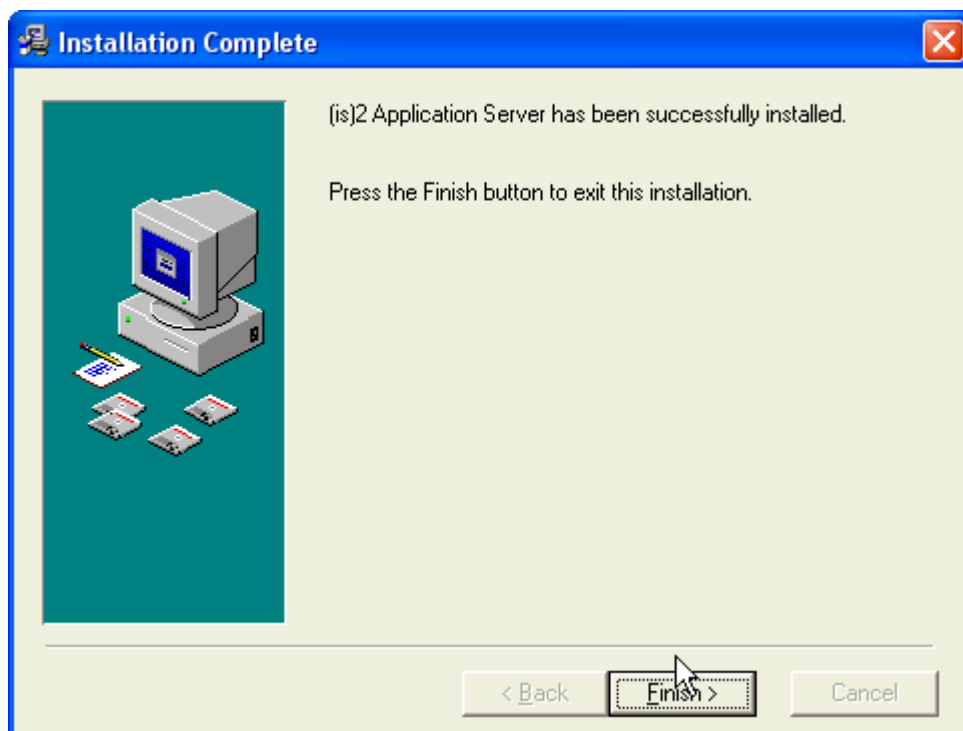 Installation Complete
(is)2 Application Server has been successfully installed.
Press the Finish button to exit this installation.
< Back
Finish >
Cancel